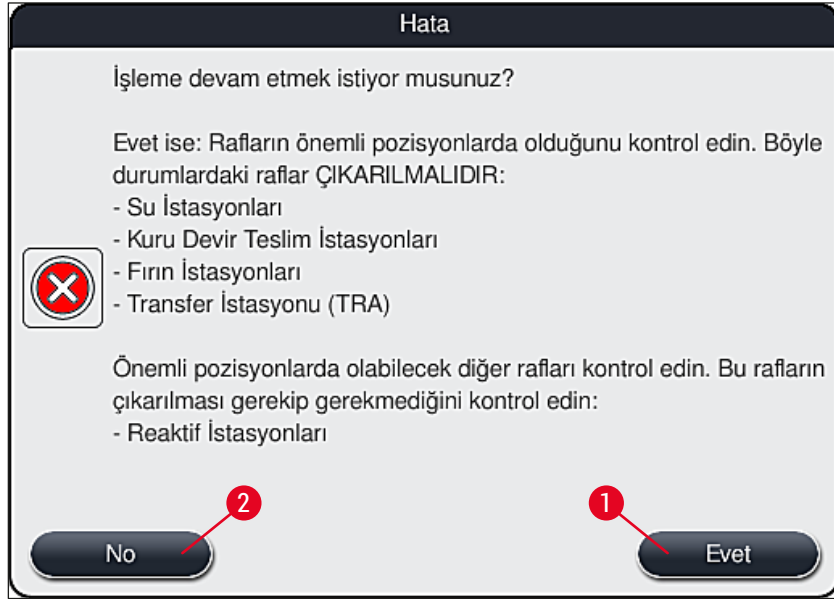 Hata
İşleme devam etmek istiyor musunuz?
Evet ise: Rafların önemli pozisyonlarda olduğunu kontrol edin. Böyle
durumlardaki raflar ÇIKARILMALIDIR:
- Su İstasyonları
- Kuru Devir Teslim İstasyonları
- Fırın İstasyonları
- Transfer İstasyonu (TRA)
Önemli pozisyonlarda olabilecek diğer rafları kontrol edin. Bu rafların
çıkarılması gerekip gerekmediğini kontrol edin:
- Reaktif İstasyonları
2 1
No Evet